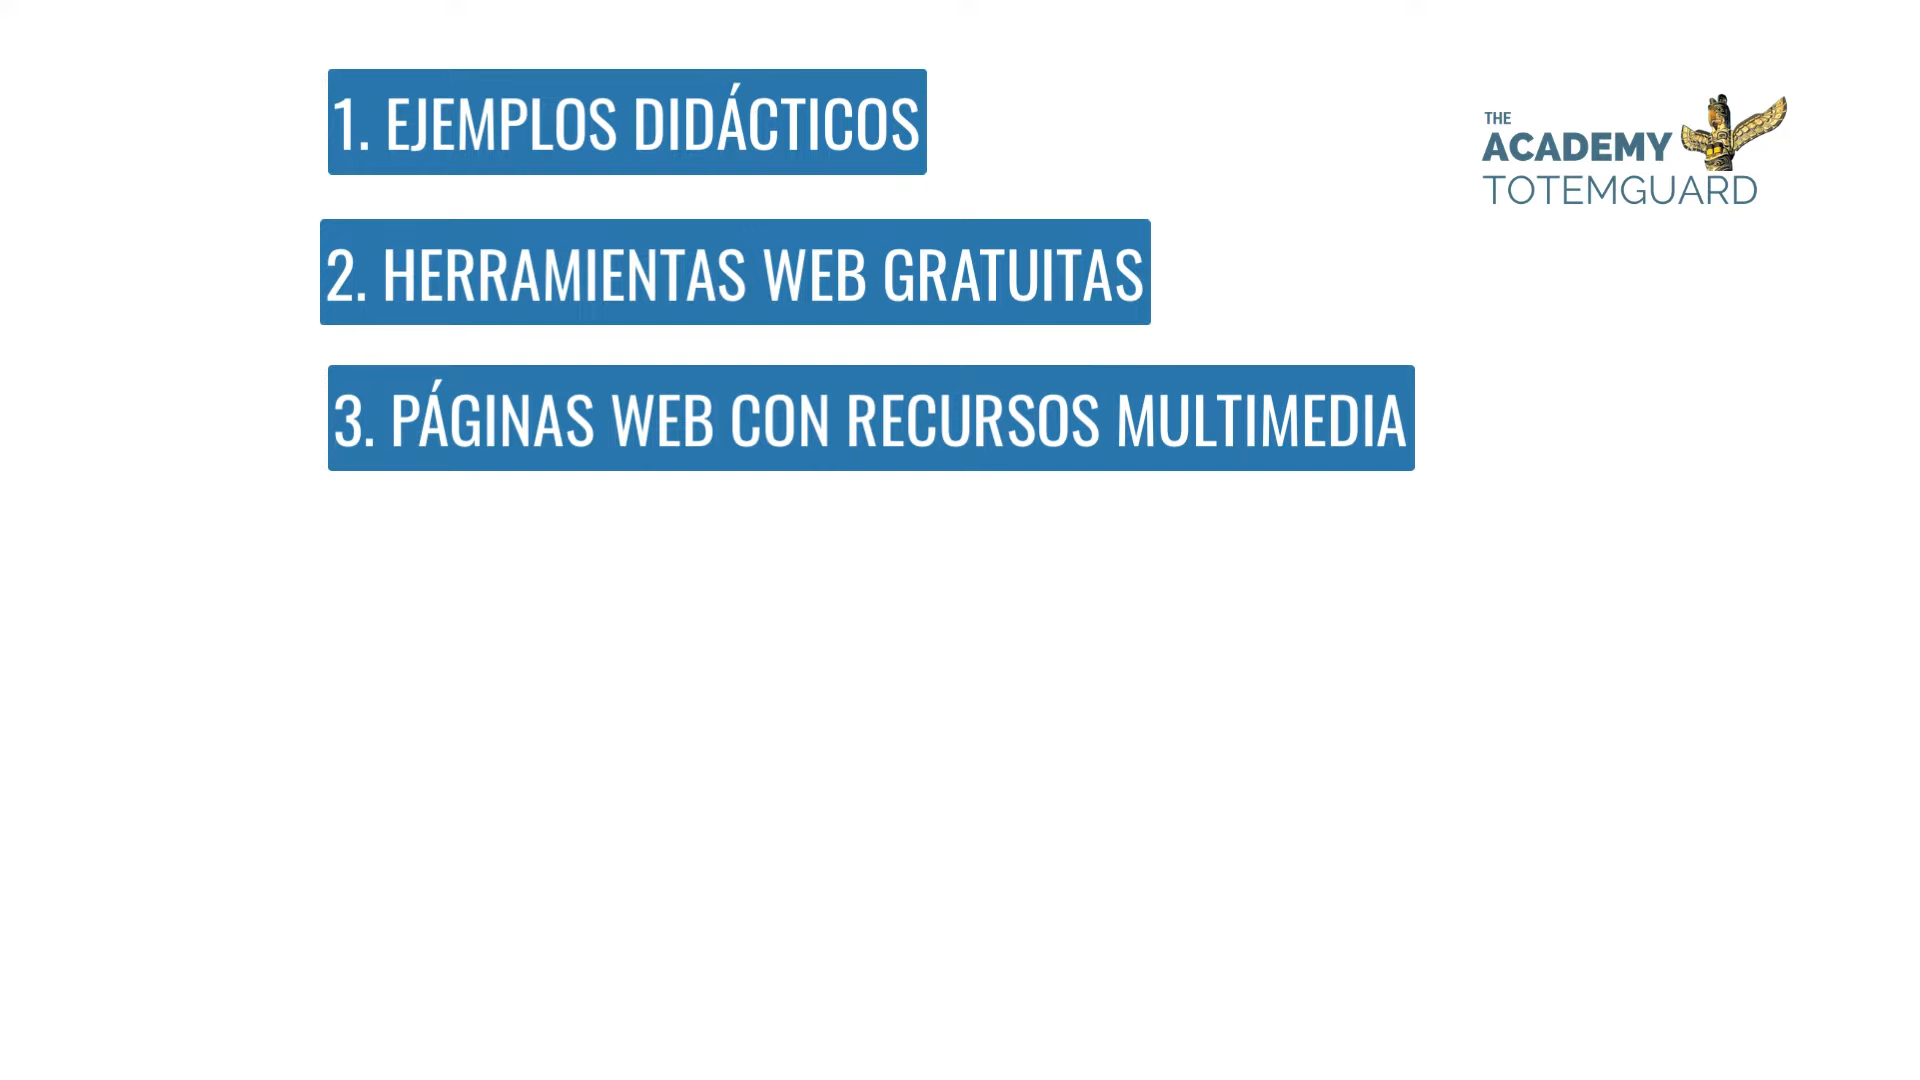 1. EJEMPLOS DIDÁCTICOS
THE
ACADEMY
TOTEMGUARD
2. HERRAMIENTAS WEB GRATUITAS
3. PÁGINAS WEB CON RECURSOS MULTIMEDIA